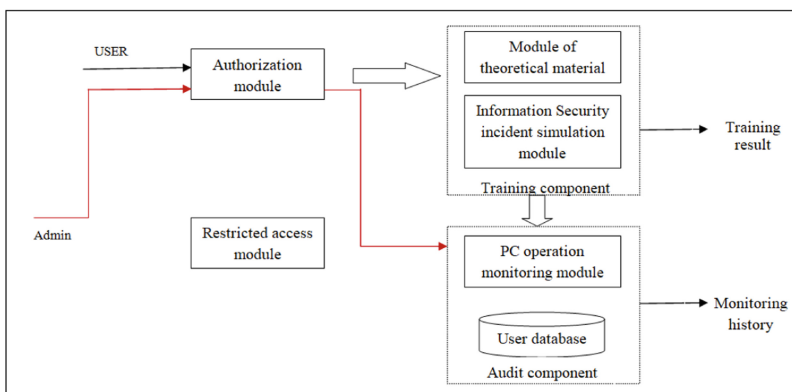 USER
Authorization
module
Admin
Restricted access
module
Module of
theoretical material
Information Security
incident simulation
module
Training component
Training
result
PC operation
monitoring module
User database
Audit component
Monitoring
history